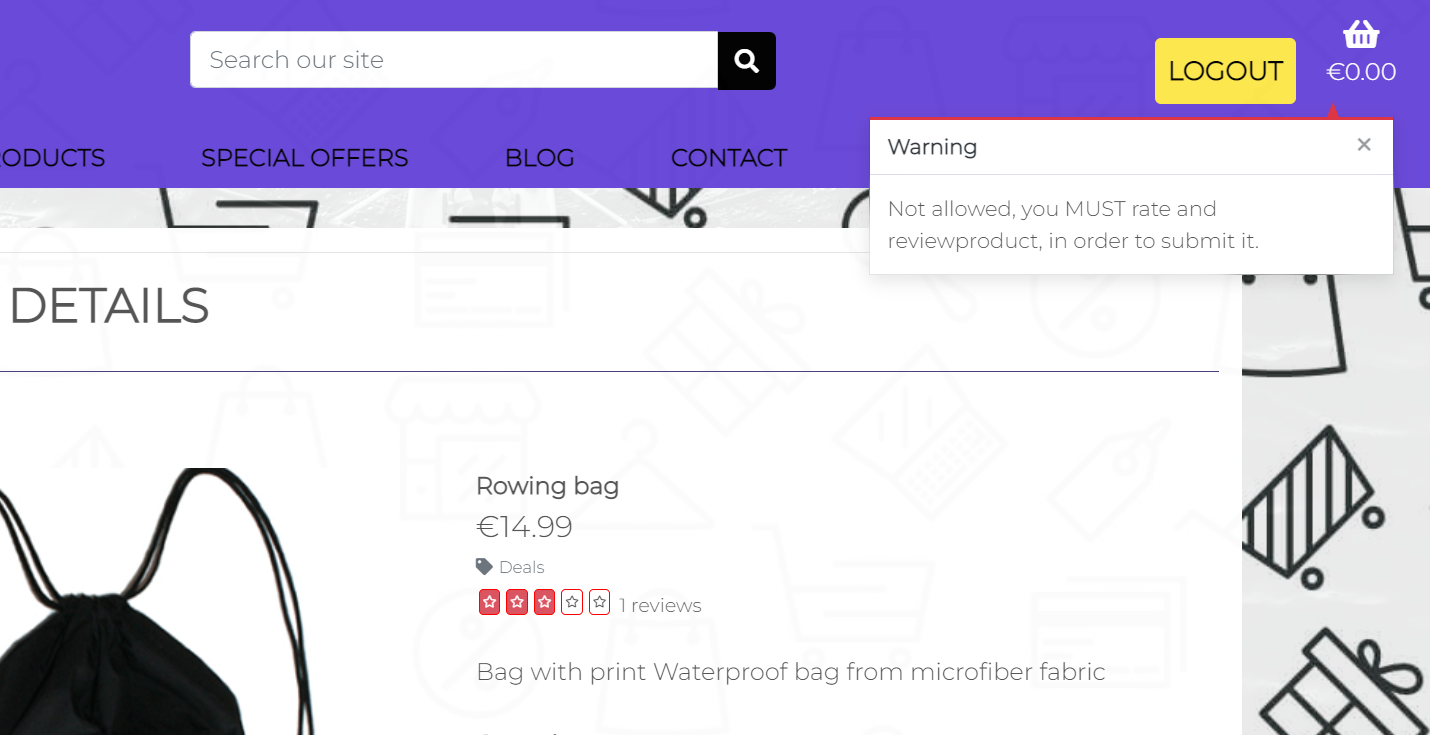 Search our site
LOGOUT
€0.00
ODUCTS
SPECIAL OFFERS
BLOG
CONTACT
Warning
×
Not allowed, you MUST rate and
reviewproduct, in order to submit it.
DETAILS
Rowing bag
€14.99
Deals
1 reviews
Bag with print Waterproof bag from microfiber fabric